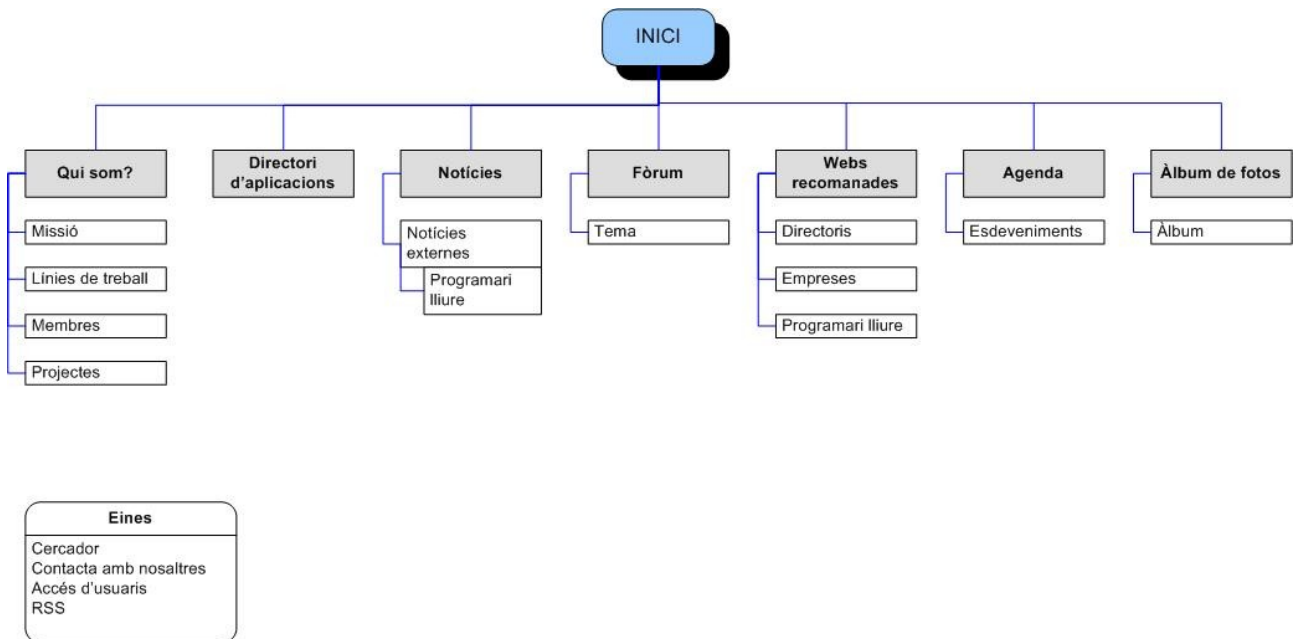 INICI
Qui som?
Directori
d'aplicacions
Notícies
Fòrum
Webs
recomanades
Agenda
Àlbum de fotos
Missió
Línies de treball
Membres
Projectes
Notícies
externes
Programari
lliure
Tema
Directoris
Empreses
Programari lliure
Esdeveniments
Àlbum
Eines
Cercador
Contacta amb nosaltres
Accés d'usuaris
RSS